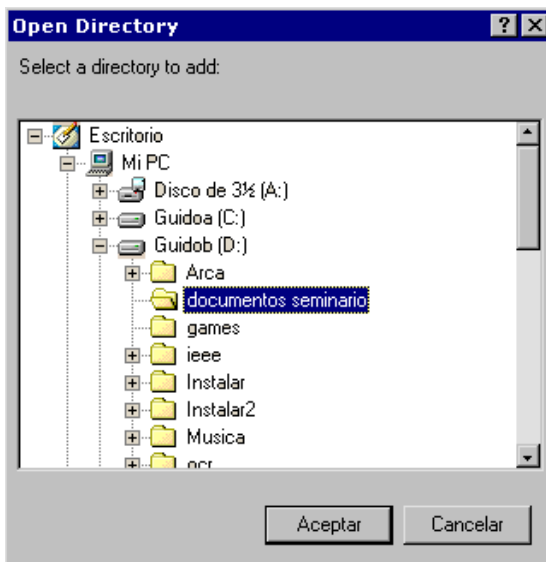 Open Directory
Select a directory to add:
Escritorio
Mi PC
Disco de 3½ (A:)
Guidoa (C:)
Guidob (D:)
Arca
documentos seminario
games
ieee
Instalar
Instalar2
Musica
ocr
Aceptar
Cancelar